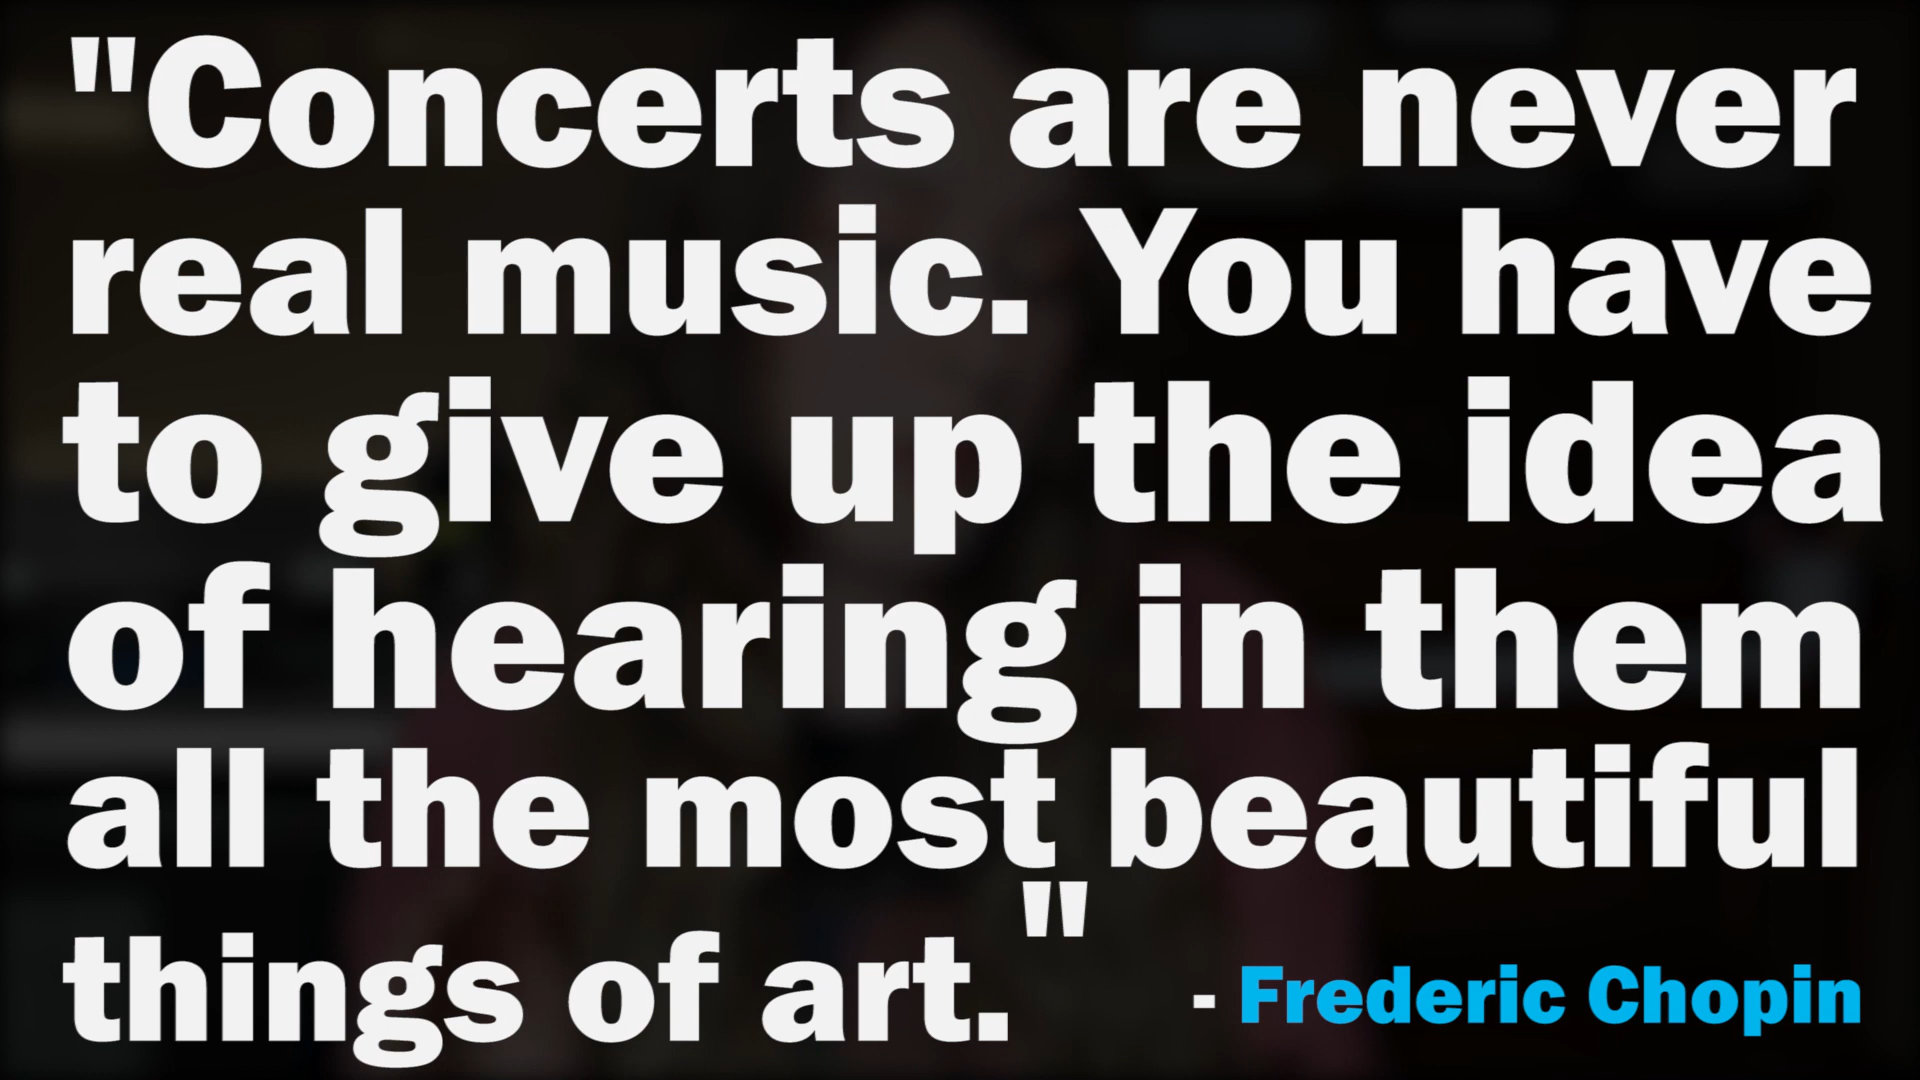 "Concerts are never
real music. You have
to give up the idea
of hearing in them
all the most beautiful
things of art."
- Frederic Chopin